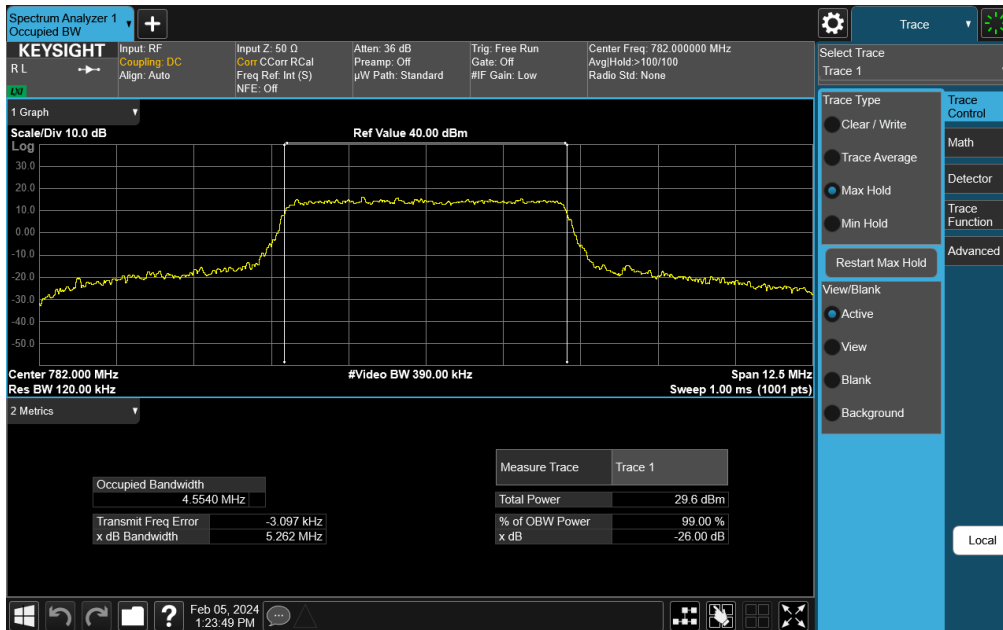 Spectrum Analyzer 1
Occupied BW
+
Trace
KEYSIGHT
R L
LXI
Input: RF
Coupling: DC
Align: Auto
Input Z: 50 Ω
Corr CCorr RCal
Freq Ref: Int (S)
NFE: Off
Atten: 36 dB
Preamp: Off
µW Path: Standard
Trig: Free Run
Gate: Off
#IF Gain: Low
Center Freq: 782.000000 MHz
Avg|Hold:>100/100
Radio Std: None
Select Trace
Trace 1
1 Graph
Scale/Div 10.0 dB
Ref Value 40.00 dBm
Log
30.0
20.0
10.0
0.00
-10.0
-20.0
-30.0
-40.0
-50.0
Center 782.000 MHz
#Video BW 390.00 kHz
Span 12.5 MHz
Res BW 120.00 kHz
Sweep 1.00 ms (1001 pts)
2 Metrics
Occupied Bandwidth
4.5540 MHz
Transmit Freq Error -3.097 kHz
x dB Bandwidth 5.262 MHz
Measure Trace Trace 1
Total Power 29.6 dBm
% of OBW Power 99.00 %
x dB -26.00 dB
Trace Type
Clear / Write
Trace Average
Max Hold
Min Hold
Restart Max Hold
View/Blank
Active
View
Blank
Background
Trace
Control
Math
Detector
Trace
Function
Advanced
Local
?
Feb 05, 2024
1:23:49 PM